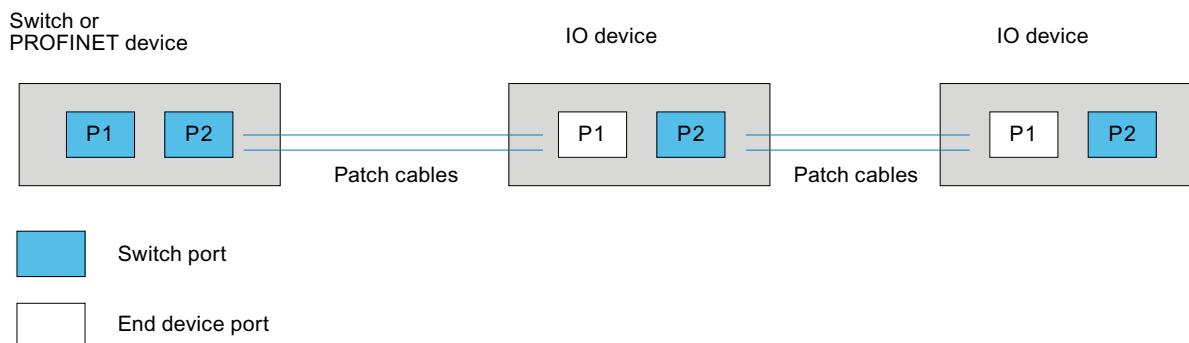 Switch or
PROFINET device
IO device
IO device
P1
P2
P1
P2
P1
P2
Patch cables
Patch cables
Switch port
End device port